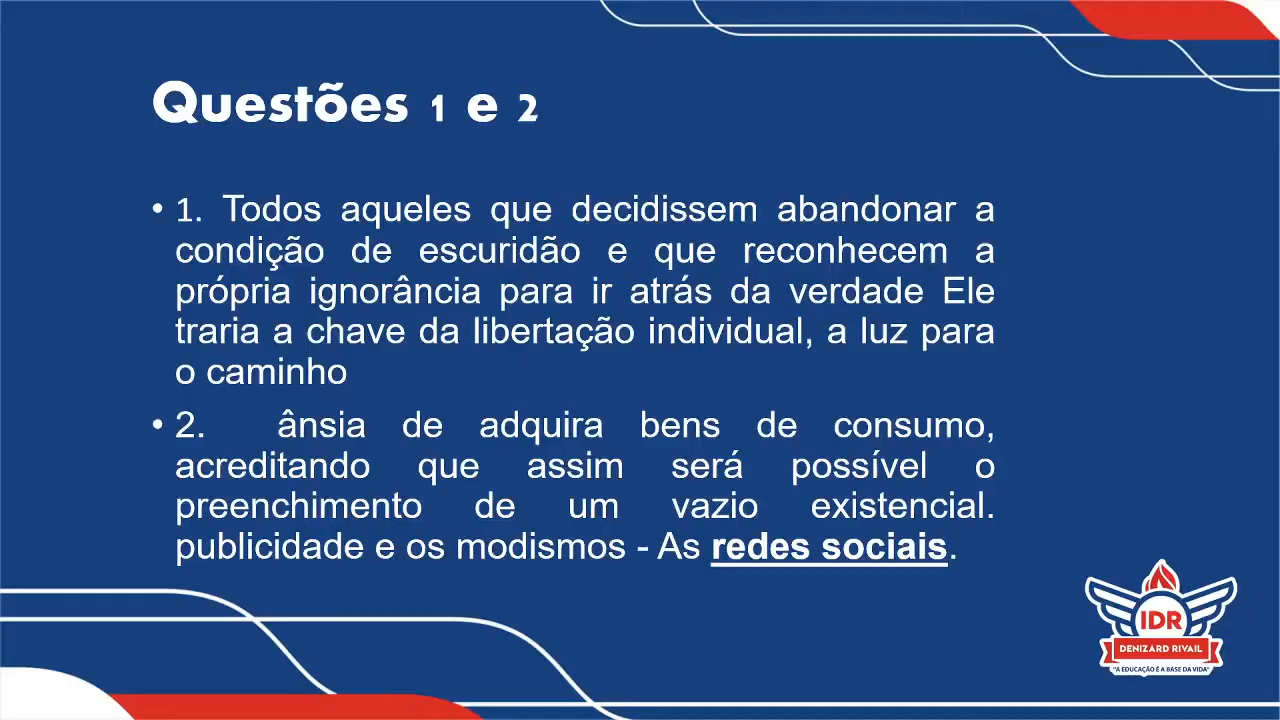 Questões 1 e 2
• 1. Todos aqueles que decidissem abandonar a
condição de escuridão e que reconhecem a
própria ignorância para ir atrás da verdade Ele
traria a chave da libertação individual, a luz para
o caminho
• 2. ânsia de adquira bens de consumo,
acreditando que assim será possível o
preenchimento de um vazio existencial.
publicidade e os modismos - As redes sociais.
IDR
DENIZARD RIVAIL
"A EDUCAÇÃO É A BASE DA VIDA"